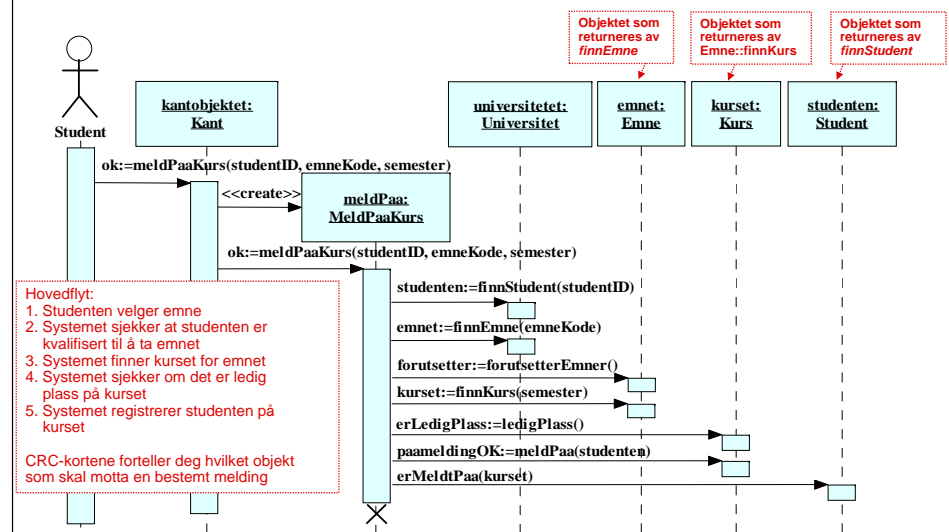 Objektet som
returneres av
finnEmne
Objektet som
returneres av
Emne::finnKurs
Objektet som
returneres av
finnStudent
Student
kantobjektet:
Kant
universitetet:
Universitet
emnet:
Emne
kurset:
Kurs
studenten:
Student
ok:=meldPaaKurs(studentID, emneKode, semester)
<<create>>
meldPaa:
MeldPaaKurs
ok:=meldPaaKurs(studentID, emneKode, semester)
studenten:=finnStudent(studentID)
emnet:=finnEmne(emneKode)
forutsetter:=forutsetterEmner()
kurset:=finnKurs(semester)
erLedigPlass:=ledigPlass()
paameldingOK:=meldPaa(studenten)
erMeldtPaa(kurset)
Hovedflyt:
1. Studenten velger emne
2. Systemet sjekker at studenten er
kvalifisert til å ta emnet
3. Systemet finner kurset for emnet
4. Systemet sjekker om det er ledig
plass på kurset
5. Systemet registrerer studenten på
kurset
CRC-kortene forteller deg hvilket objekt
som skal motta en bestemt melding